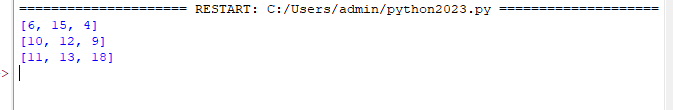 ===================== RESTART: C:/Users/admin/python2023.py ====================
[6, 15, 4]
[10, 12, 9]
[11, 13, 18]
>